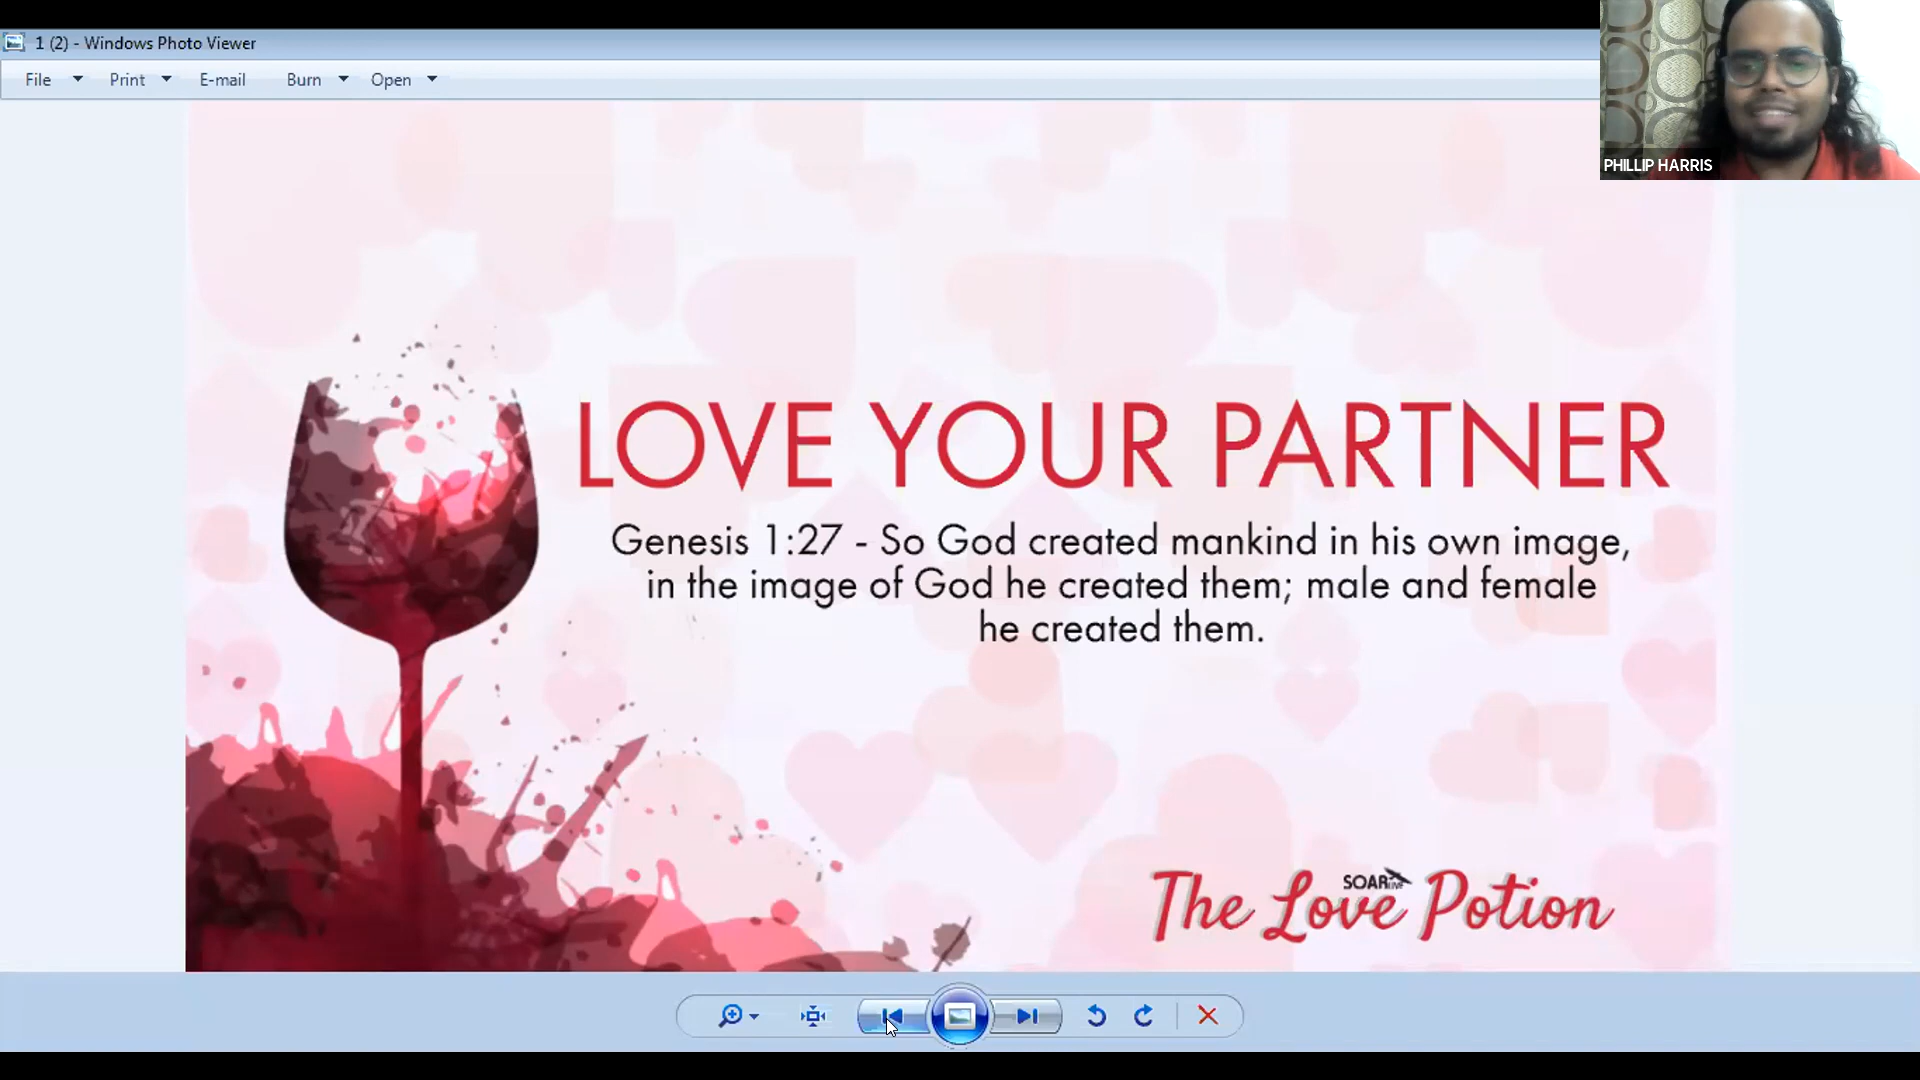 1 (2) - Windows Photo Viewer
File Print E-mail Burn Open
PHILLIP HARRIS
LOVE YOUR PARTNER
Genesis 1:27 - So God created mankind in his own image,
in the image of God he created them; male and female
he created them.
SOAR LIVE
The Love Potion